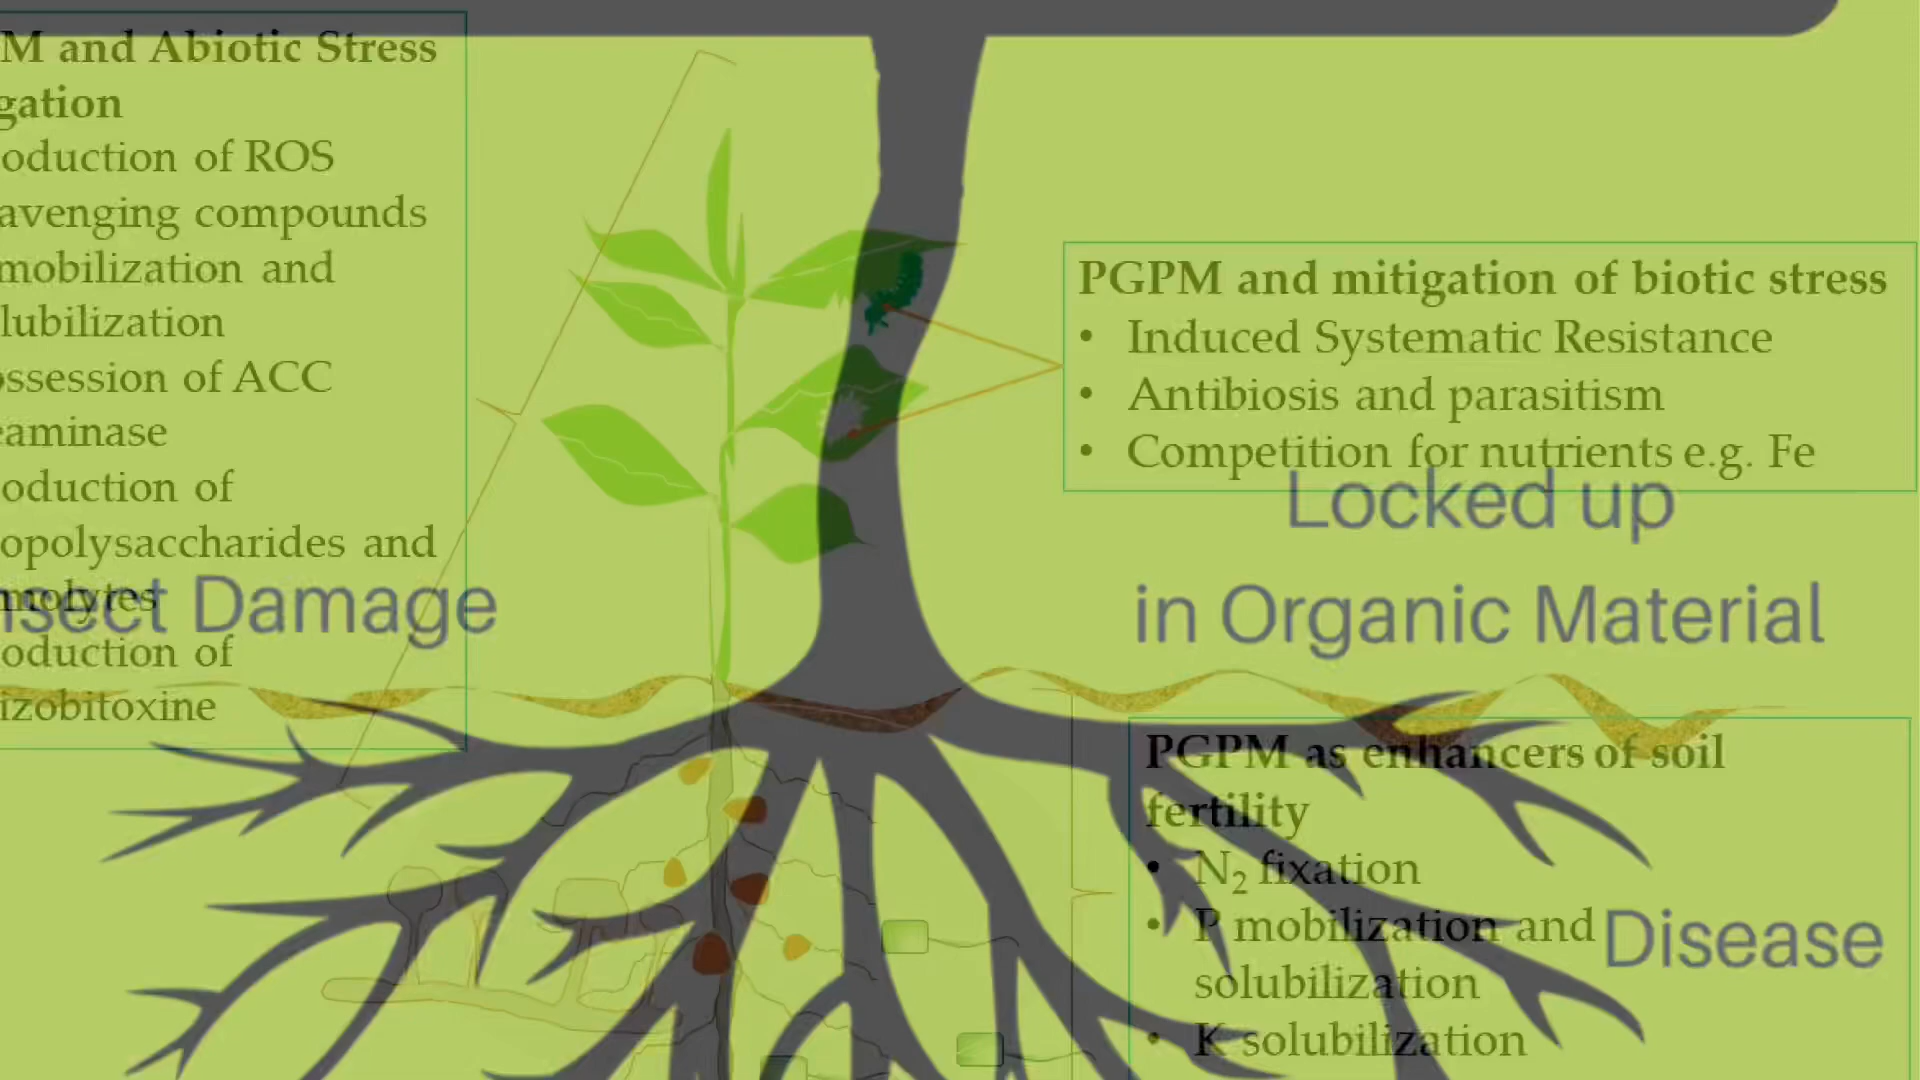 M and Abiotic Stress
gation
oduction of ROS
avenging compounds
mobilization and
lubilization
ossession of ACC
eaminase
oduction of
opolysaccharides and
molytes
oduction of
izobitoxine
nsect Damage
PGPM and mitigation of biotic stress
• Induced Systematic Resistance
• Antibiosis and parasitism
• Competition for nutrients e.g. Fe
Locked up
in Organic Material
PGPM as enhancers of soil
fertility
• N₂ fixation
• P mobilization and
solubilization
• K solubilization
Disease